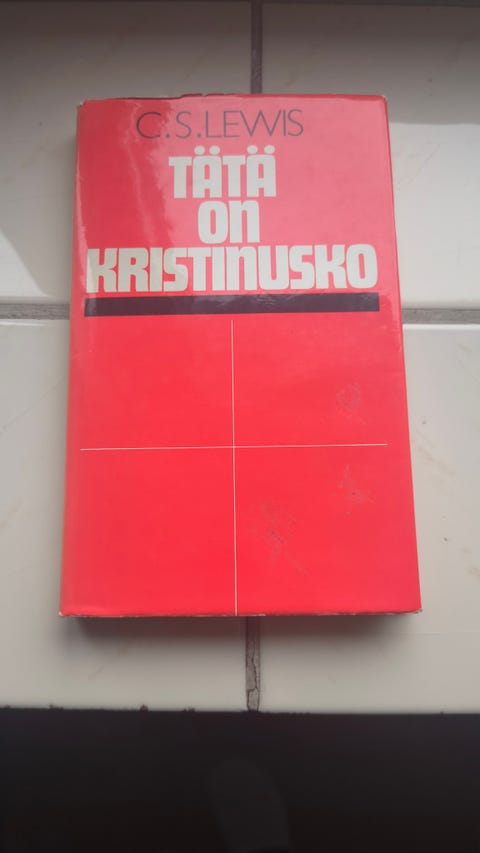 C.S.LEWIS
TÄTÄ
on
KRISTINUSKO